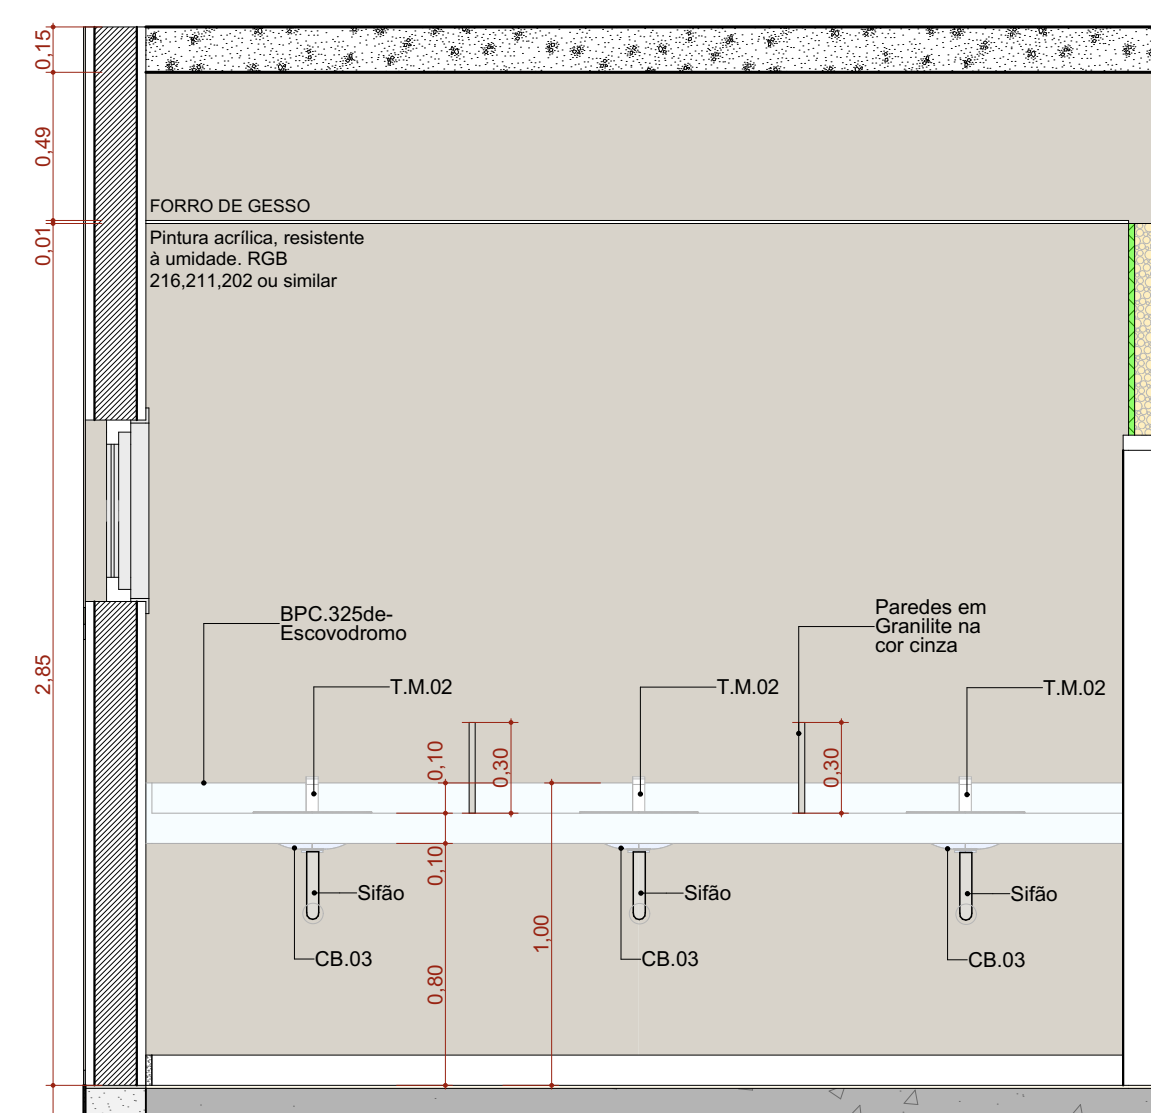 0,15
0,49
FORRO DE GESSO
0,01
Pintura acrílica, resistente
à umidade. RGB
216,211,202 ou similar
BPC.325de-
Escovodromo
Paredes em
Granilite na
cor cinza
2,85
T.M.02
T.M.02
T.M.02
0,10
0,30
0,30
0,10
Sifão
Sifão
Sifão
1,00
CB.03
CB.03
CB.03
0,80